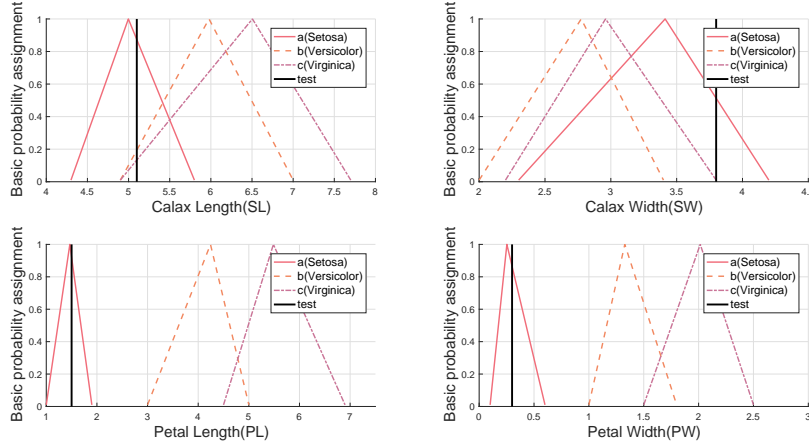 Basic probability assignment
1
0.8
0.6
0.4
0.2
0
4 4.5 5 5.5 6 6.5 7 7.5 8
Calax Length(SL)
a(Setosa)
b(Versicolor)
c(Virginica)
test
Basic probability assignment
1
0.8
0.6
0.4
0.2
0
2 2.5 3 3.5 4 4.5
Calax Width(SW)
a(Setosa)
b(Versicolor)
c(Virginica)
test
Basic probability assignment
1
0.8
0.6
0.4
0.2
0
1 2 3 4 5 6 7
Petal Length(PL)
a(Setosa)
b(Versicolor)
c(Virginica)
test
Basic probability assignment
1
0.8
0.6
0.4
0.2
0
0 0.5 1 1.5 2 2.5 3
Petal Width(PW)
a(Setosa)
b(Versicolor)
c(Virginica)
test